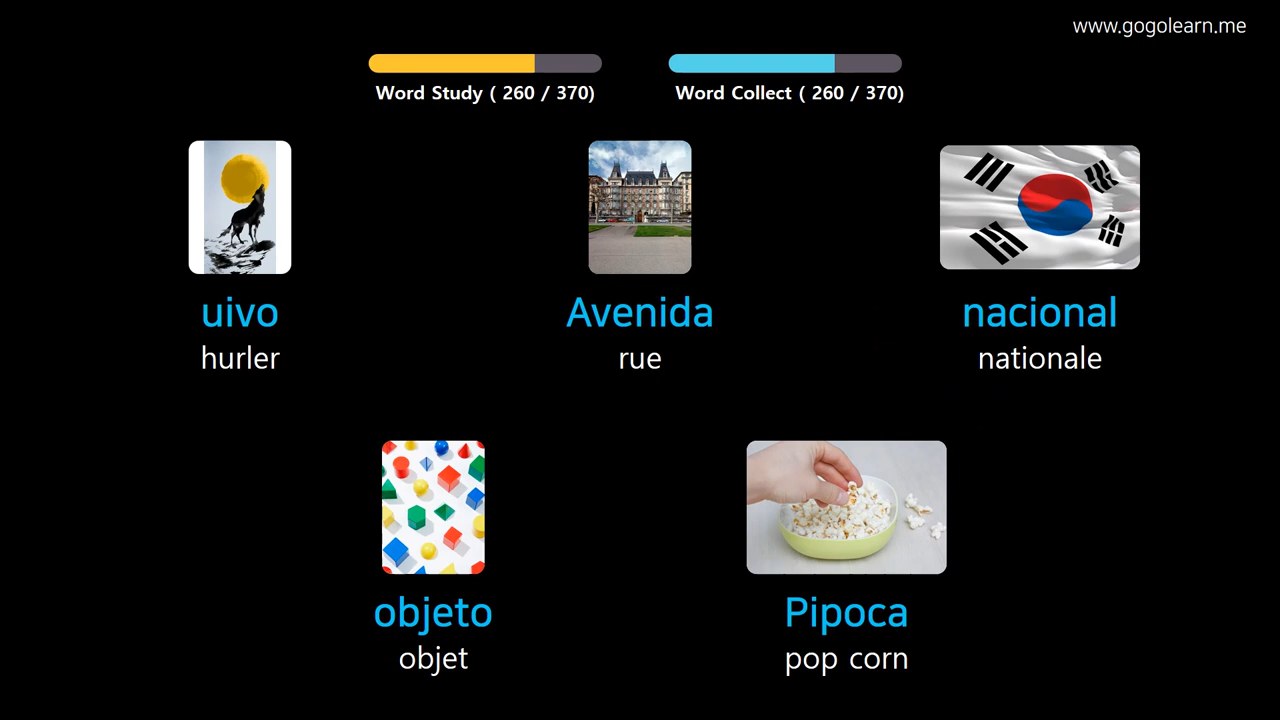 www.gogolearn.me
Word Study ( 260 / 370)
Word Collect ( 260 / 370)
uivo
hurler
Avenida
rue
nacional
nationale
objeto
objet
Pipoca
pop corn